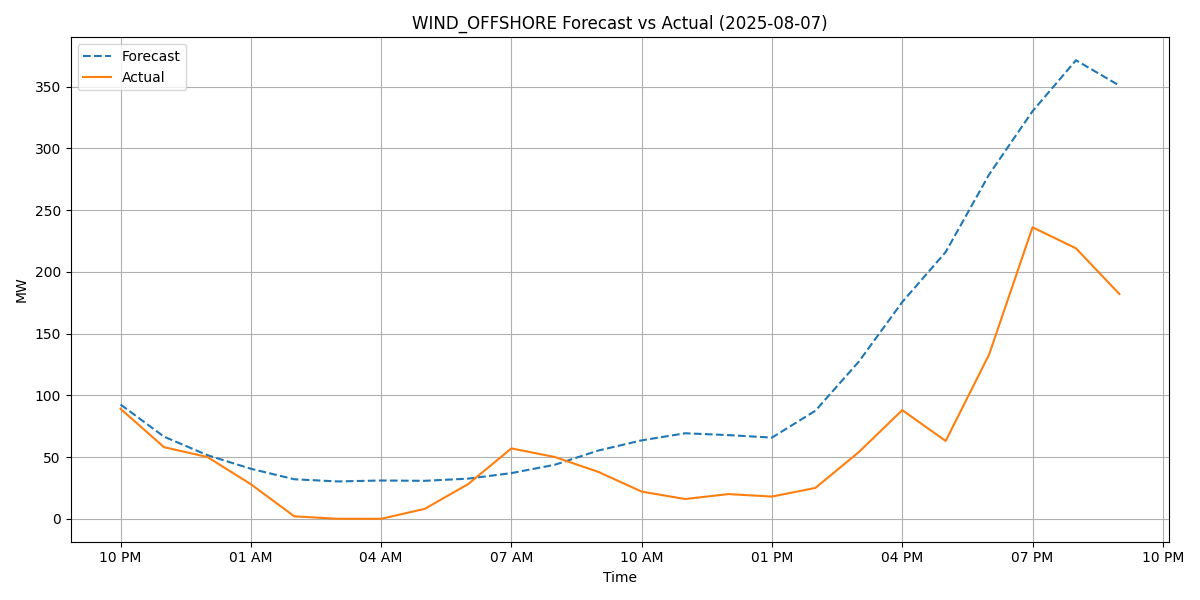 WIND_OFFSHORE Forecast vs Actual (2025-08-07)
Forecast
Actual
350
300
250
200
150
100
50
0
MW
10 PM 01 AM 04 AM 07 AM 10 AM 01 PM 04 PM 07 PM 10 PM
Time